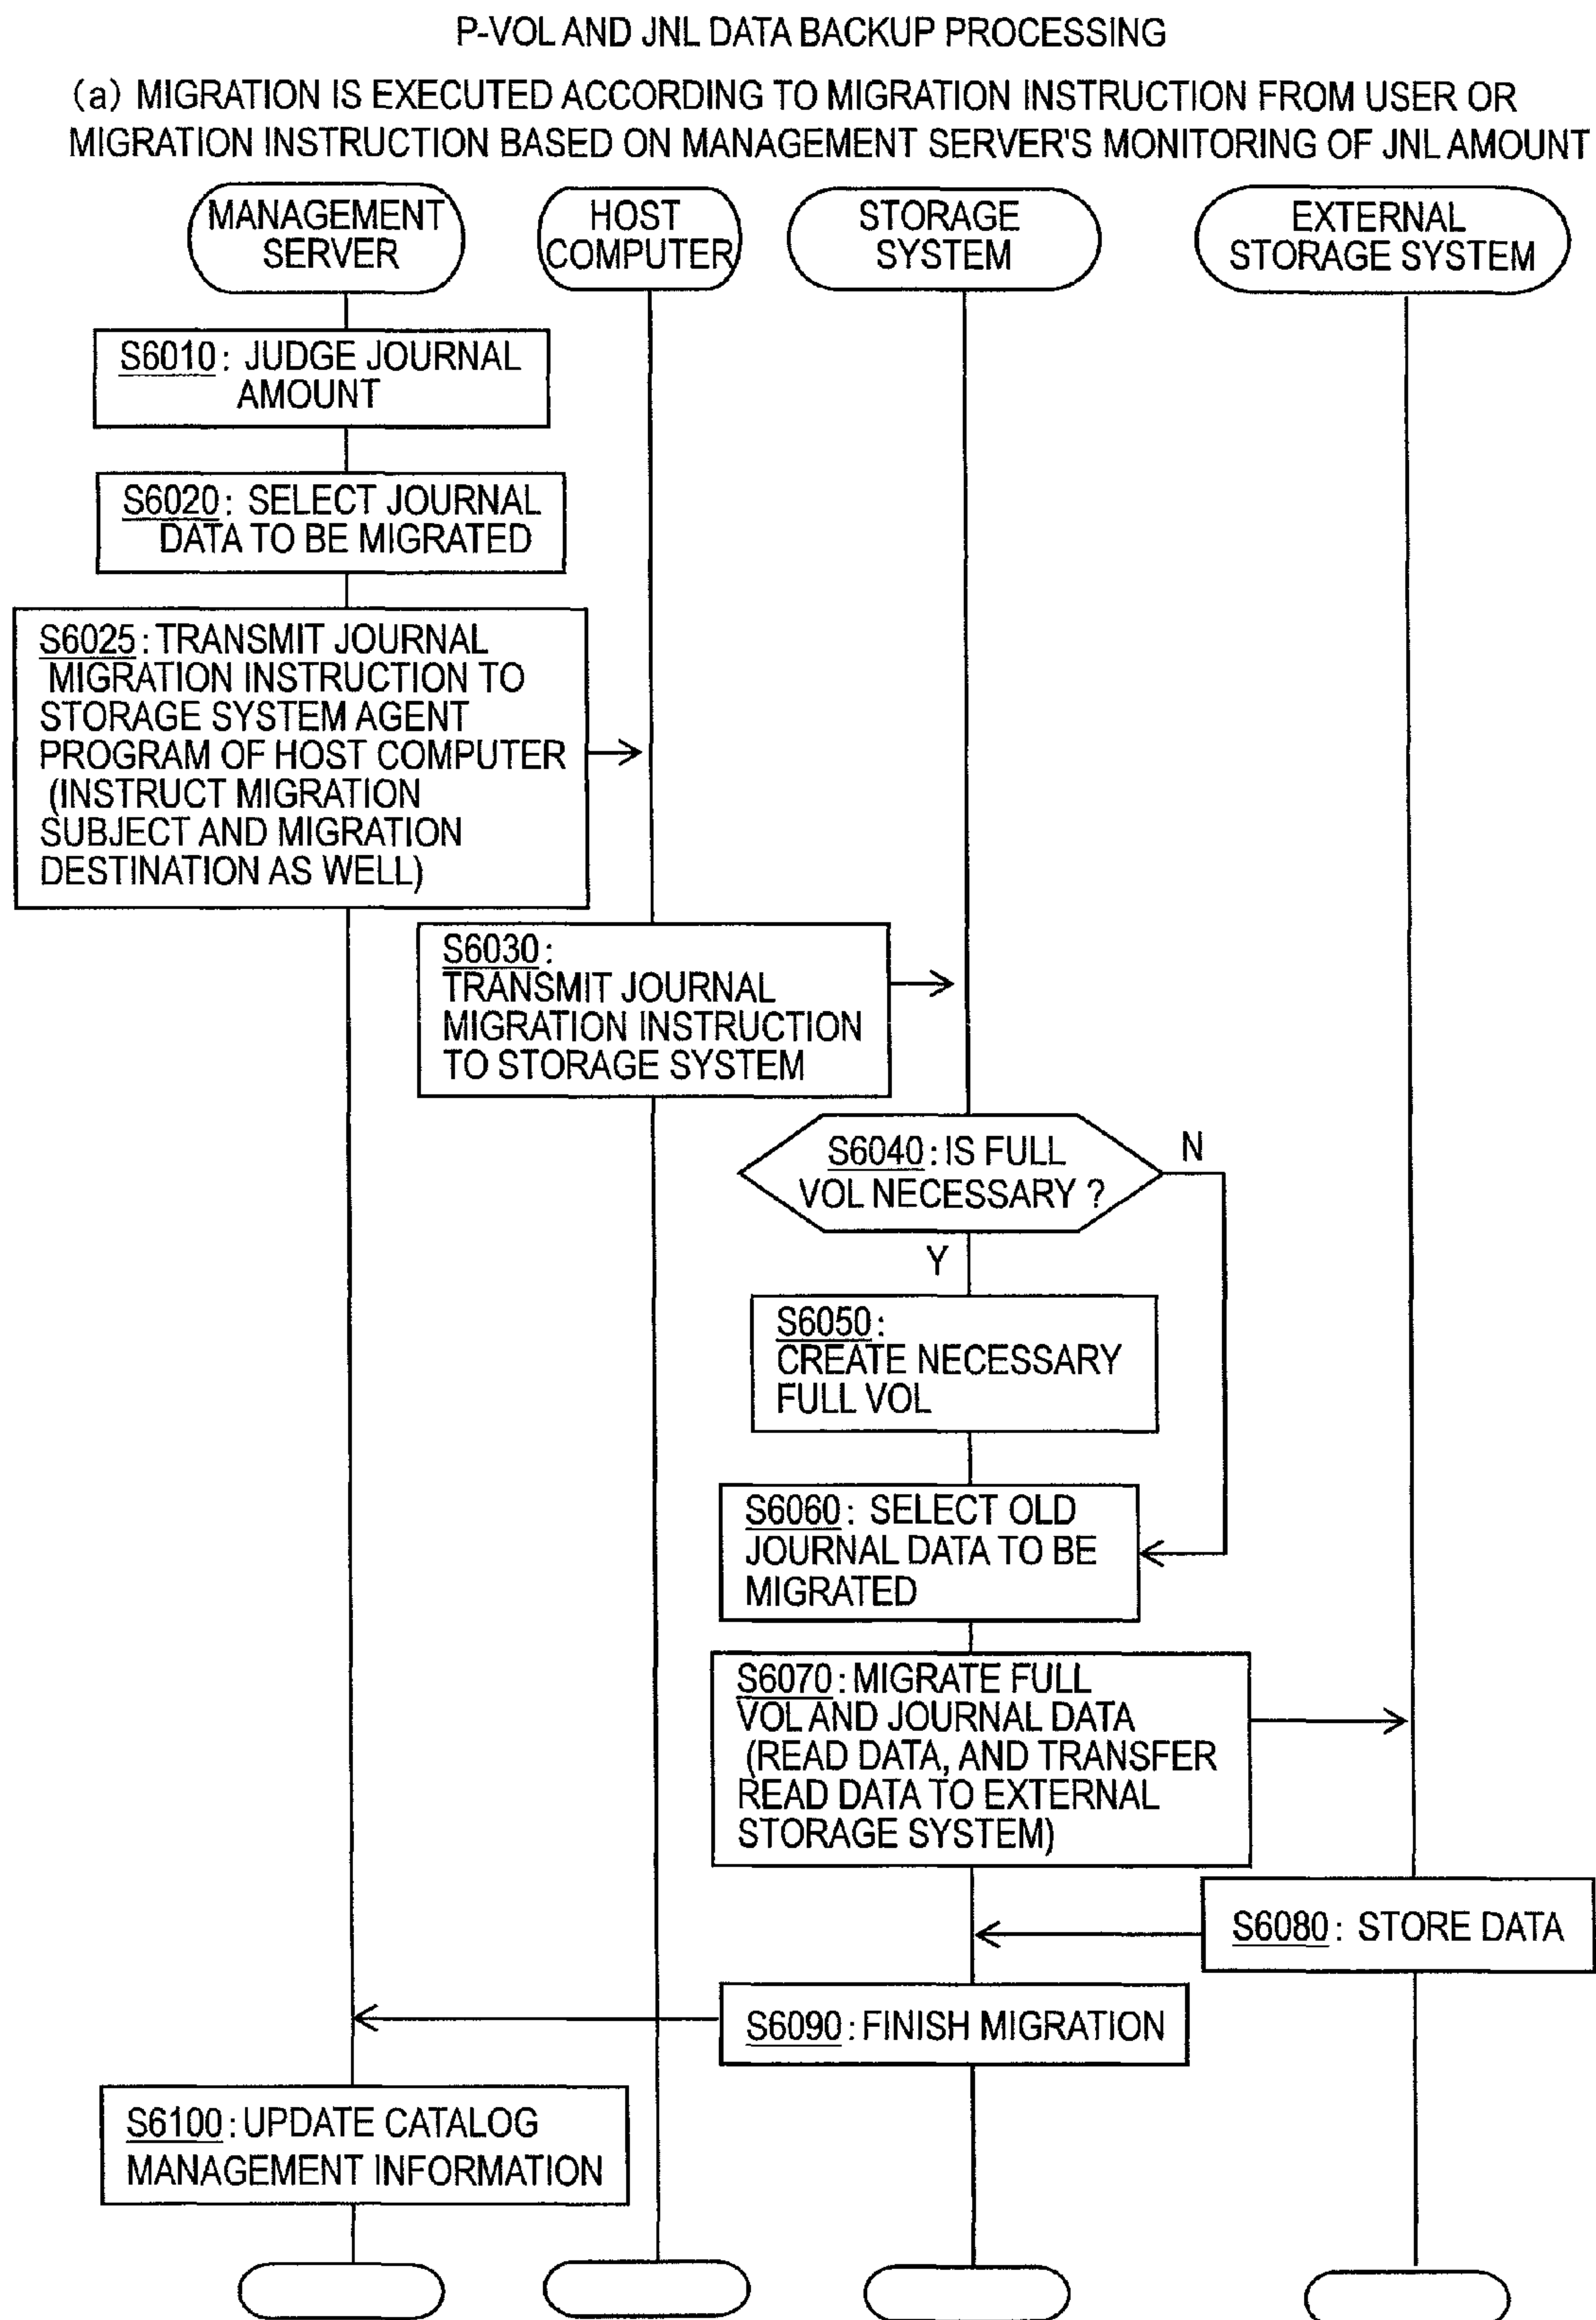 P-VOL AND JNL DATA BACKUP PROCESSING
(a) MIGRATION IS EXECUTED ACCORDING TO MIGRATION INSTRUCTION FROM USER OR
MIGRATION INSTRUCTION BASED ON MANAGEMENT SERVER'S MONITORING OF JNL AMOUNT
MANAGEMENT
SERVER
HOST
COMPUTER
STORAGE
SYSTEM
EXTERNAL
STORAGE SYSTEM
S6010: JUDGE JOURNAL
AMOUNT
S6020: SELECT JOURNAL
DATA TO BE MIGRATED
S6025: TRANSMIT JOURNAL
MIGRATION INSTRUCTION TO
STORAGE SYSTEM AGENT
PROGRAM OF HOST COMPUTER
(INSTRUCT MIGRATION
SUBJECT AND MIGRATION
DESTINATION AS WELL)
S6030:
TRANSMIT JOURNAL
MIGRATION INSTRUCTION
TO STORAGE SYSTEM
S6040: IS FULL
VOL NECESSARY ?
N
Y
S6050:
CREATE NECESSARY
FULL VOL
S6060: SELECT OLD
JOURNAL DATA TO BE
MIGRATED
S6070: MIGRATE FULL
VOL AND JOURNAL DATA
(READ DATA, AND TRANSFER
READ DATA TO EXTERNAL
STORAGE SYSTEM)
S6080: STORE DATA
S6090: FINISH MIGRATION
S6100: UPDATE CATALOG
MANAGEMENT INFORMATION